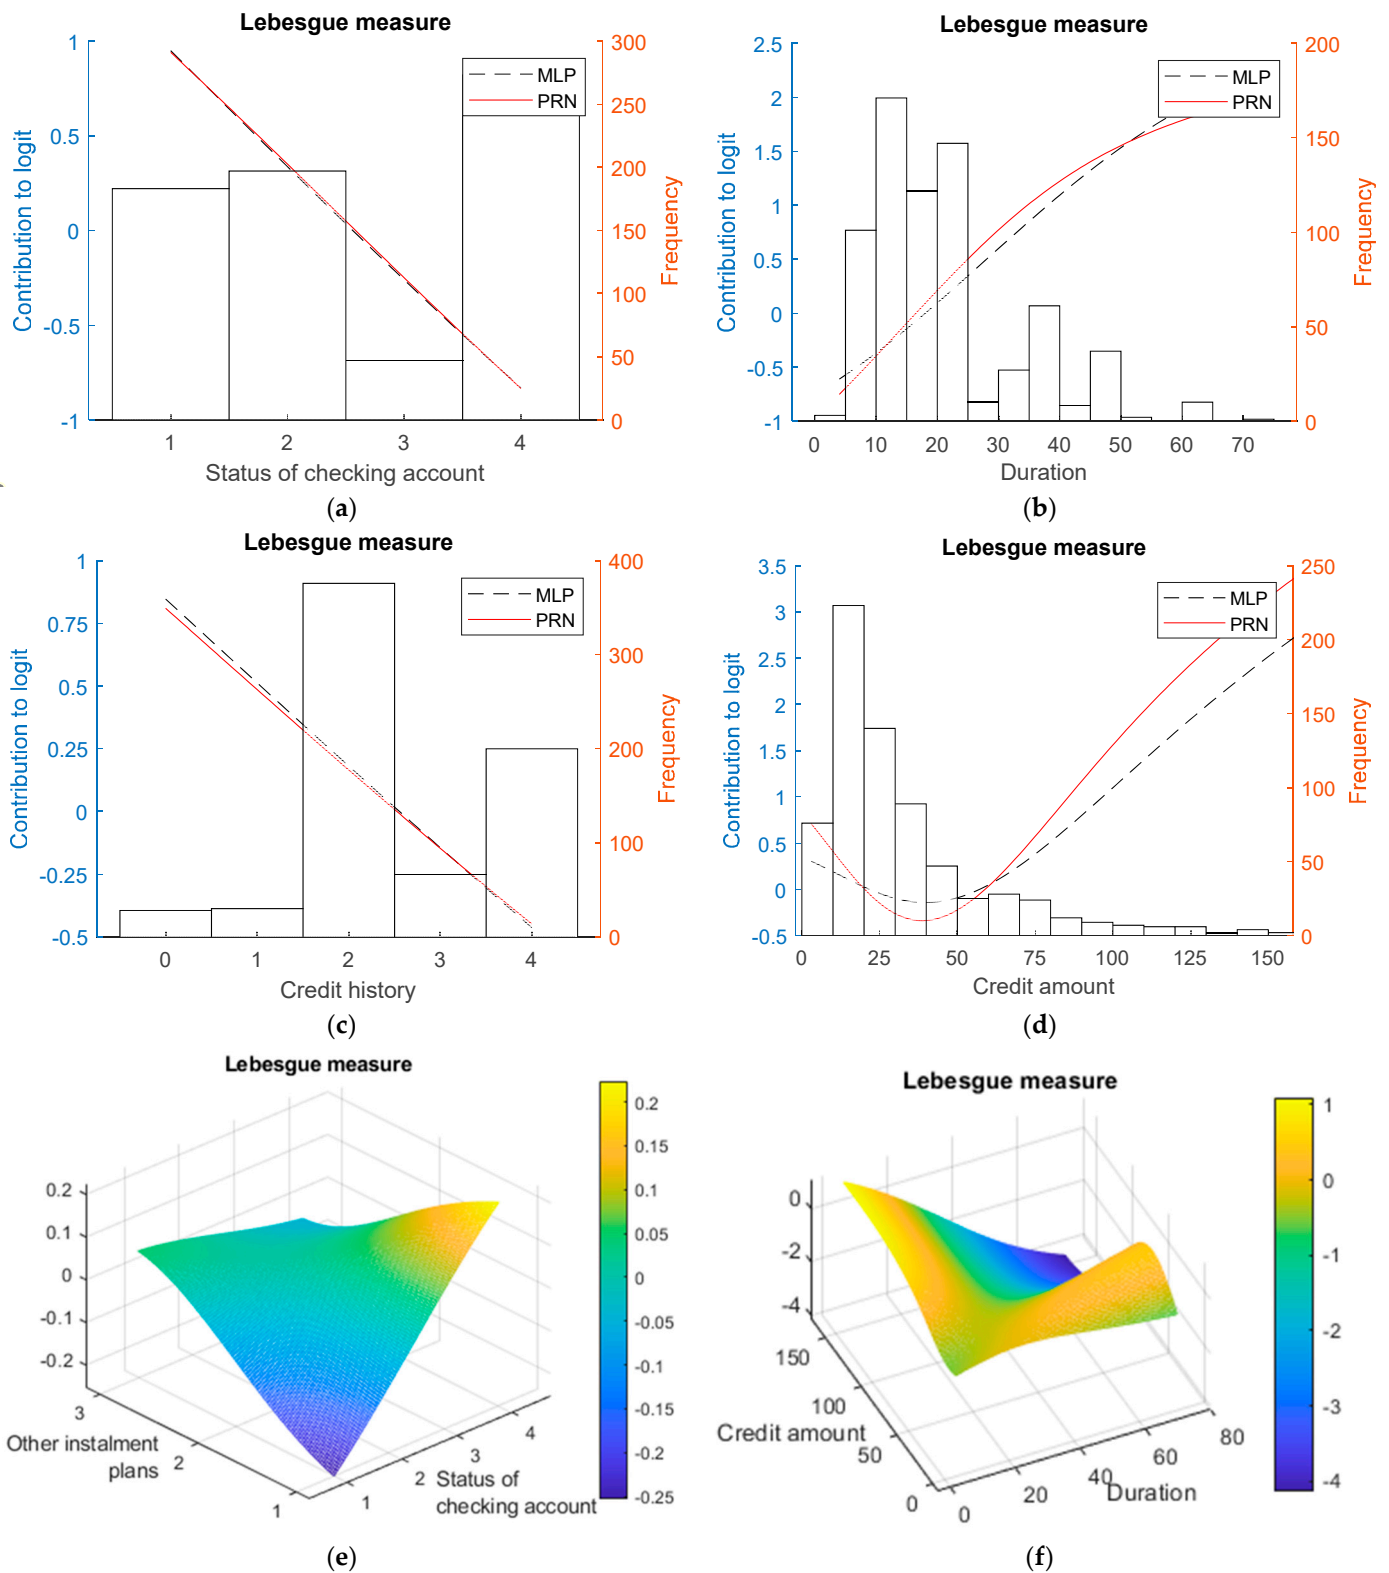 Lebesgue measure
1
0.5
0
-0.5
-1
300
250
200
150
100
50
0
MLP
PRN
Contribution to logit
Frequency
1 2 3 4
Status of checking account
(a)
Lebesgue measure
2.5
2
1.5
1
0.5
0
-0.5
-1
200
150
100
50
0
MLP
PRN
Contribution to logit
Frequency
0 10 20 30 40 50 60 70
Duration
(b)
Lebesgue measure
1
0.75
0.5
0.25
0
-0.25
-0.5
400
300
200
100
0
MLP
PRN
Contribution to logit
Frequency
0 1 2 3 4
Credit history
(c)
Lebesgue measure
3.5
3
2.5
2
1.5
1
0.5
0
-0.5
250
200
150
100
50
0
MLP
PRN
Contribution to logit
Frequency
0 25 50 75 100 125 150
Credit amount
(d)
Lebesgue measure
0.2
0.1
0
-0.1
-0.2
3
2
1
Other instalment
plans
1
2
3
4
Status of
checking account
0.2
0.15
0.1
0.05
0
-0.05
-0.1
-0.15
-0.2
-0.25
(e)
Lebesgue measure
0
-2
-4
150
100
50
0
Credit amount
0
20
40
60
80
Duration
1
0
-1
-2
-3
-4
(f)